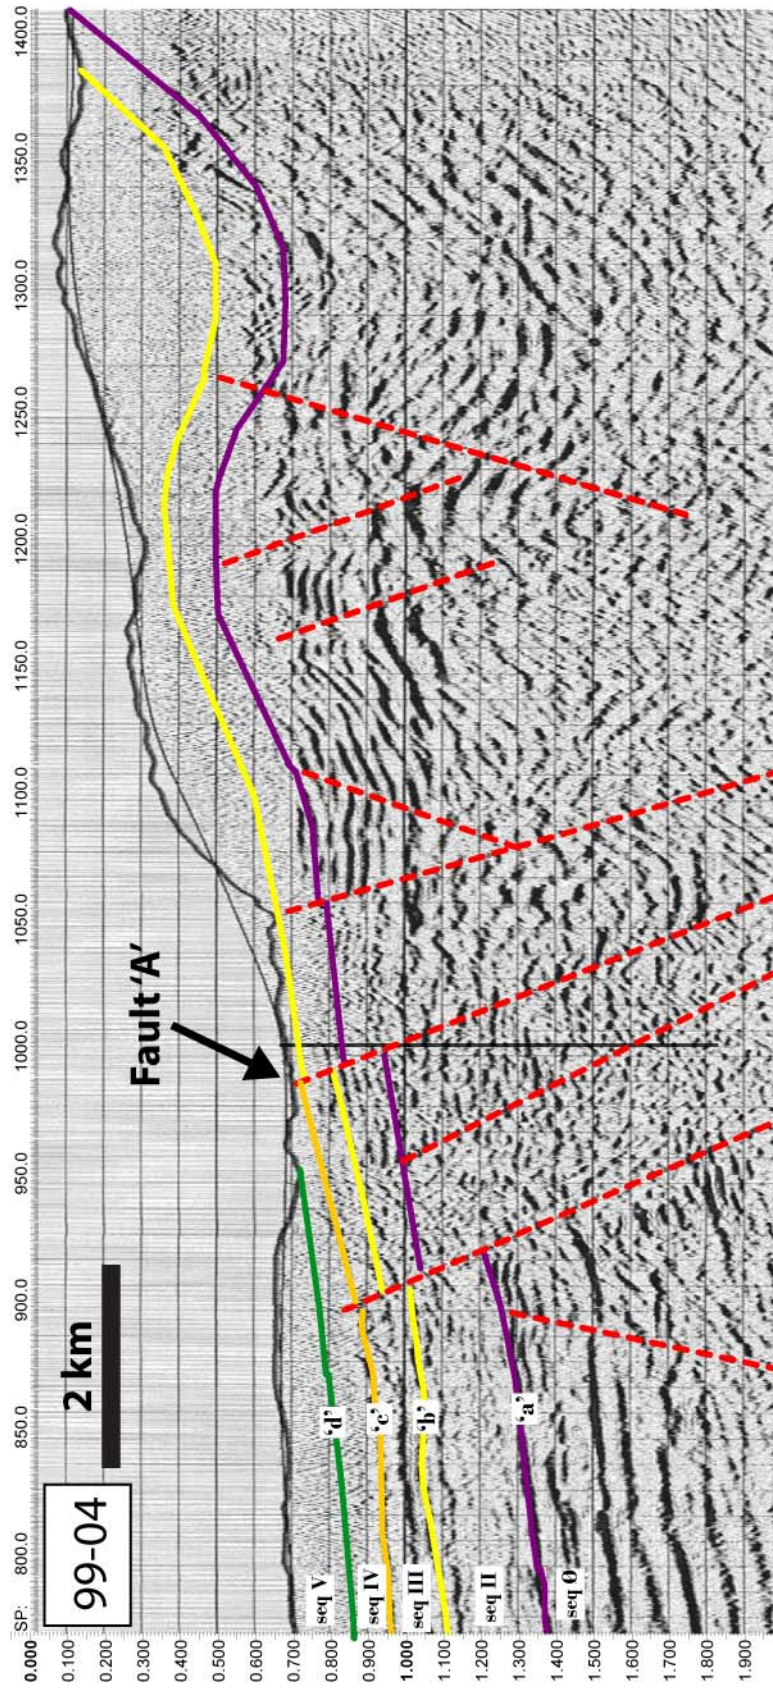 SP:
800.0
850.0
900.0
950.0
1000.0
1050.0
1100.0
1150.0
1200.0
1250.0
1300.0
1350.0
1400.0
99-04
2 km
Fault ‘A’
0.000
0.100
0.200
0.300
0.400
0.500
0.600
0.700
0.800
0.900
1.000
1.100
1.200
1.300
1.400
1.500
1.600
1.700
1.800
1.900
seq V
‘d’
seq IV
‘c’
seq III
‘b’
seq II
‘a’
seq 0